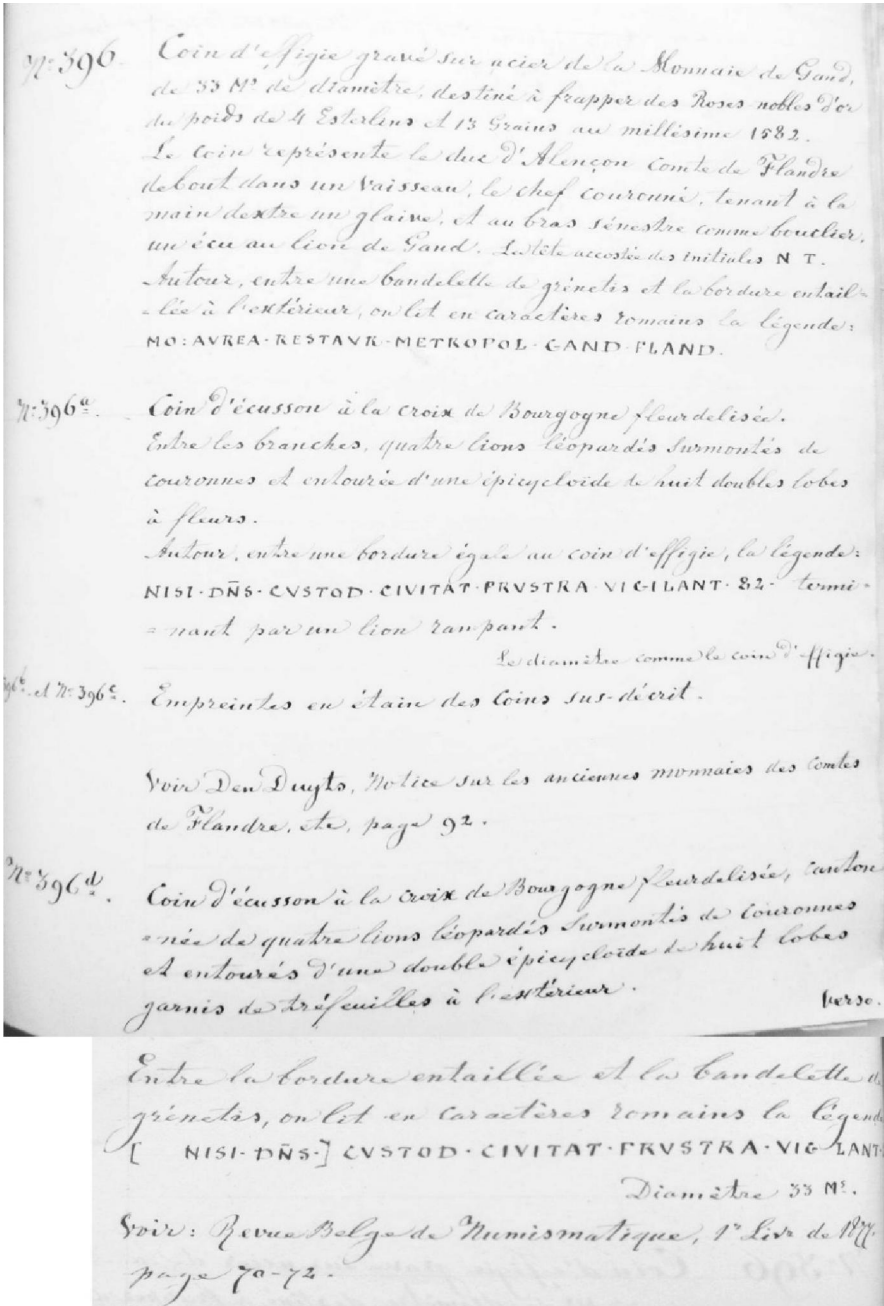 N° 396. Coin d'effigie gravé sur acier de la Monnaie de Gand,
de 33 Ms de diamètre, destiné à frapper des Roses nobles d'or
du poids de 4 Esterlins et 13 Grains au millésime 1582.
Le coin représente le duc d'Alençon comte de Flandre
debout dans un Vaisseau, le chef couronné, tenant à la
main dextre un glaive, et au bras sénestre comme bouclier,
un écu au lion de Gand. La tête accostée des initiales N T.
Autour, entre une bandelette de grénetis et la bordure entail=
=lée à l'extérieur, on lit en caractères romains la légende:
MO: AVREA · RESTAVR · METROPOL · GAND · FLAND.
N° 396a. Coin d'écusson à la croix de Bourgogne fleurdelisée.
Entre les branches, quatre lions léopardés surmontés de
couronnes et entourée d'une épicycloïde de huit doubles lobes
à fleurs.
Autour, entre une bordure égale au coin d'effigie, la légende:
NISI · DÑS · CVSTOD · CIVITAT · FRVSTRA · VIGILANT · 82 · termi=
=nant par un lion rampant.
Le diamètre comme le coin d'effigie.
396b. et N° 396c. Empreintes en étain des Coins sus-décrit.
Voir Den Duyts, Notice sur les anciennes monnaies des Comtes
de Flandre, etc, page 92.
N° 396d. Coin d'écusson à la croix de Bourgogne fleurdelisée, canton
=née de quatre lions léopardés surmontés de couronnes
et entourés d'une double épicycloïde de huit lobes
garnis de tréfeuilles à l'extérieur.
Verso.
Entre la bordure entaillée et la bandelette de
grénetis, on lit en caractères romains la légende
[ NISI · DÑS · ] CVSTOD · CIVITAT · FRVSTRA · VIG LANT ·
Diamètre 33 Ms.
Voir: Revue Belge de Numismatique, 1re Livr de 1877.
page 70-72.